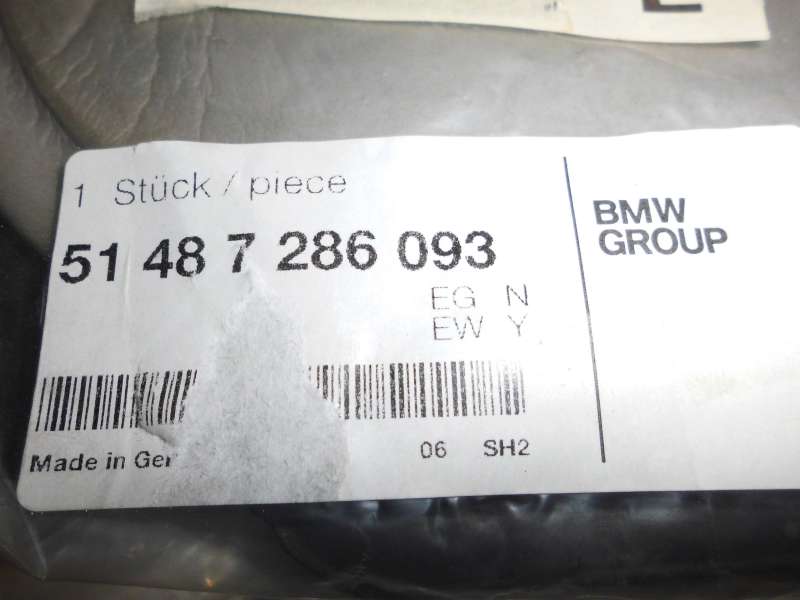 1 Stück / piece
51 48 7 286 093
EG N
EW Y
Made in Ger
06 SH2
BMW
GROUP